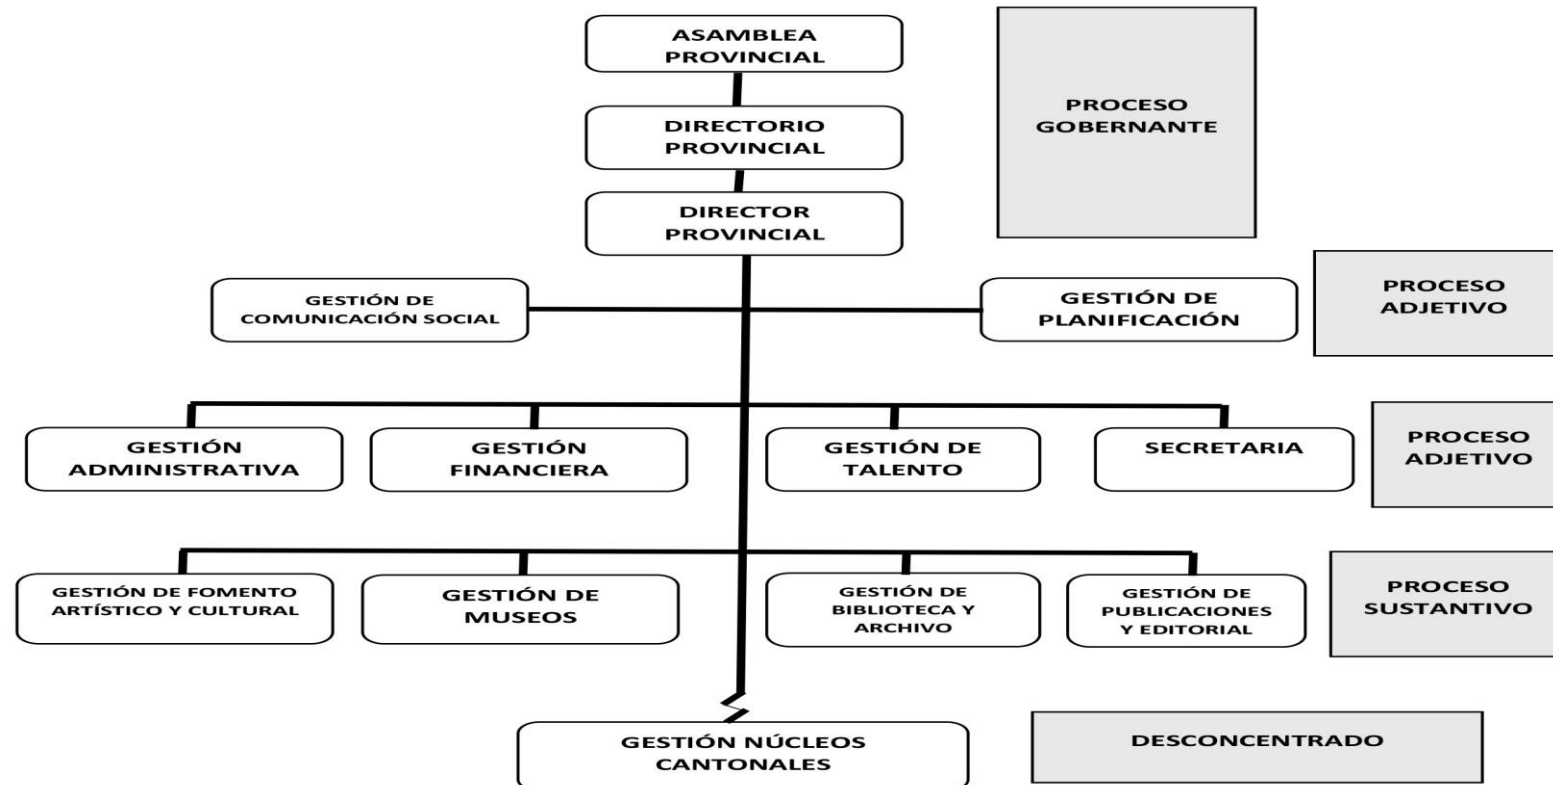 ASAMBLEA
PROVINCIAL
PROCESO
GOBERNANTE
DIRECTORIO
PROVINCIAL
DIRECTOR
PROVINCIAL
GESTIÓN DE
COMUNICACIÓN SOCIAL
GESTIÓN DE
PLANIFICACIÓN
PROCESO
ADJETIVO
GESTIÓN
ADMINISTRATIVA
GESTIÓN
FINANCIERA
GESTIÓN DE
TALENTO
SECRETARIA
PROCESO
ADJETIVO
GESTIÓN DE FOMENTO
ARTÍSTICO Y CULTURAL
GESTIÓN DE
MUSEOS
GESTIÓN DE
BIBLIOTECA Y
ARCHIVO
GESTIÓN DE
PUBLICACIONES
Y EDITORIAL
PROCESO
SUSTANTIVO
GESTIÓN NÚCLEOS
CANTONALES
DESCONCENTRADO